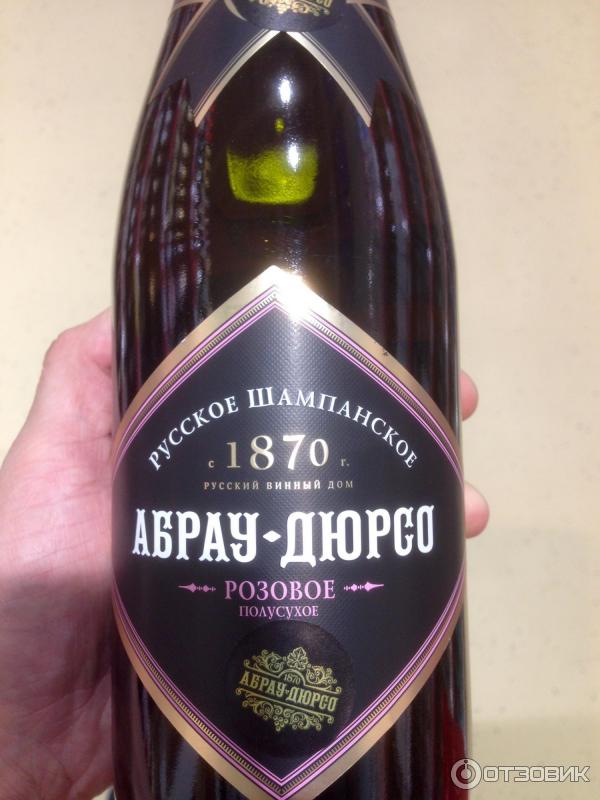 РУССКОЕ ШАМПАНСКОЕ
с 1870 г.
РУССКИЙ ВИННЫЙ ДОМ
АБРАУ-ДЮРСО
РОЗОВОЕ
ПОЛУСУХОЕ
1870
АБРАУ-ДЮРСО
ОТЗОВИК